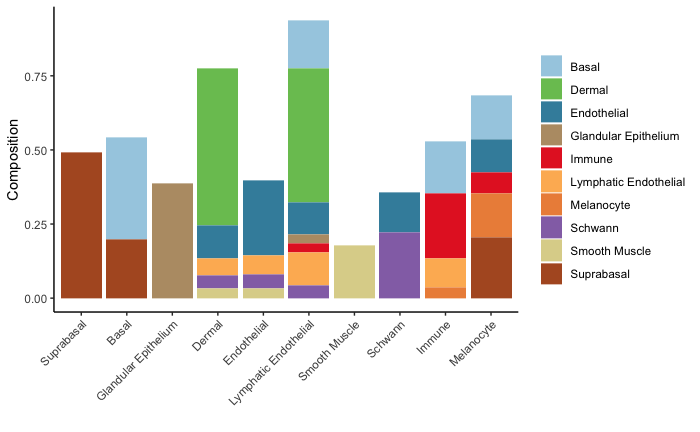 Composition
0.75
0.50
0.25
0.00
Suprabasal
Basal
Glandular Epithelium
Dermal
Endothelial
Lymphatic Endothelial
Smooth Muscle
Schwann
Immune
Melanocyte
Basal
Dermal
Endothelial
Glandular Epithelium
Immune
Lymphatic Endothelial
Melanocyte
Schwann
Smooth Muscle
Suprabasal